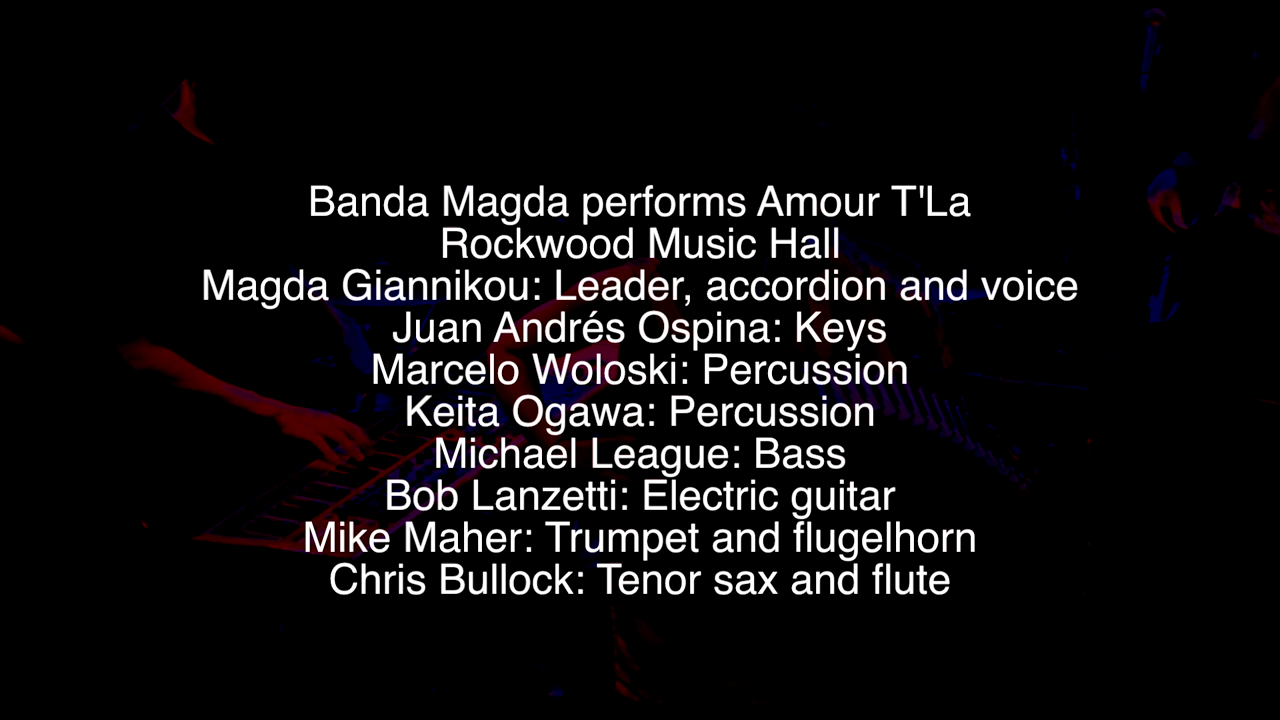 Banda Magda performs Amour T'La
Rockwood Music Hall
Magda Giannikou: Leader, accordion and voice
Juan Andrés Ospina: Keys
Marcelo Woloski: Percussion
Keita Ogawa: Percussion
Michael League: Bass
Bob Lanzetti: Electric guitar
Mike Maher: Trumpet and flugelhorn
Chris Bullock: Tenor sax and flute